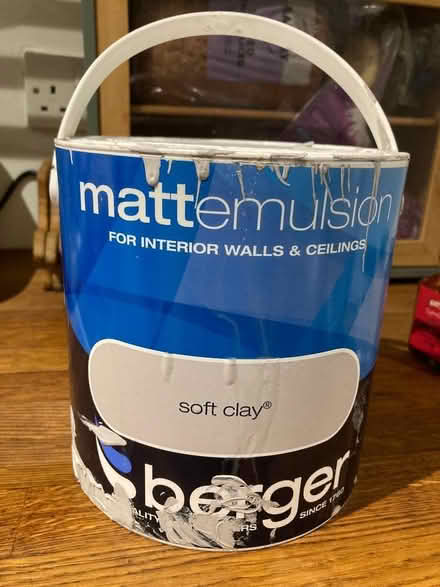 mattemulsion
FOR INTERIOR WALLS & CEILINGS
soft clay®
berger
SINCE 1760